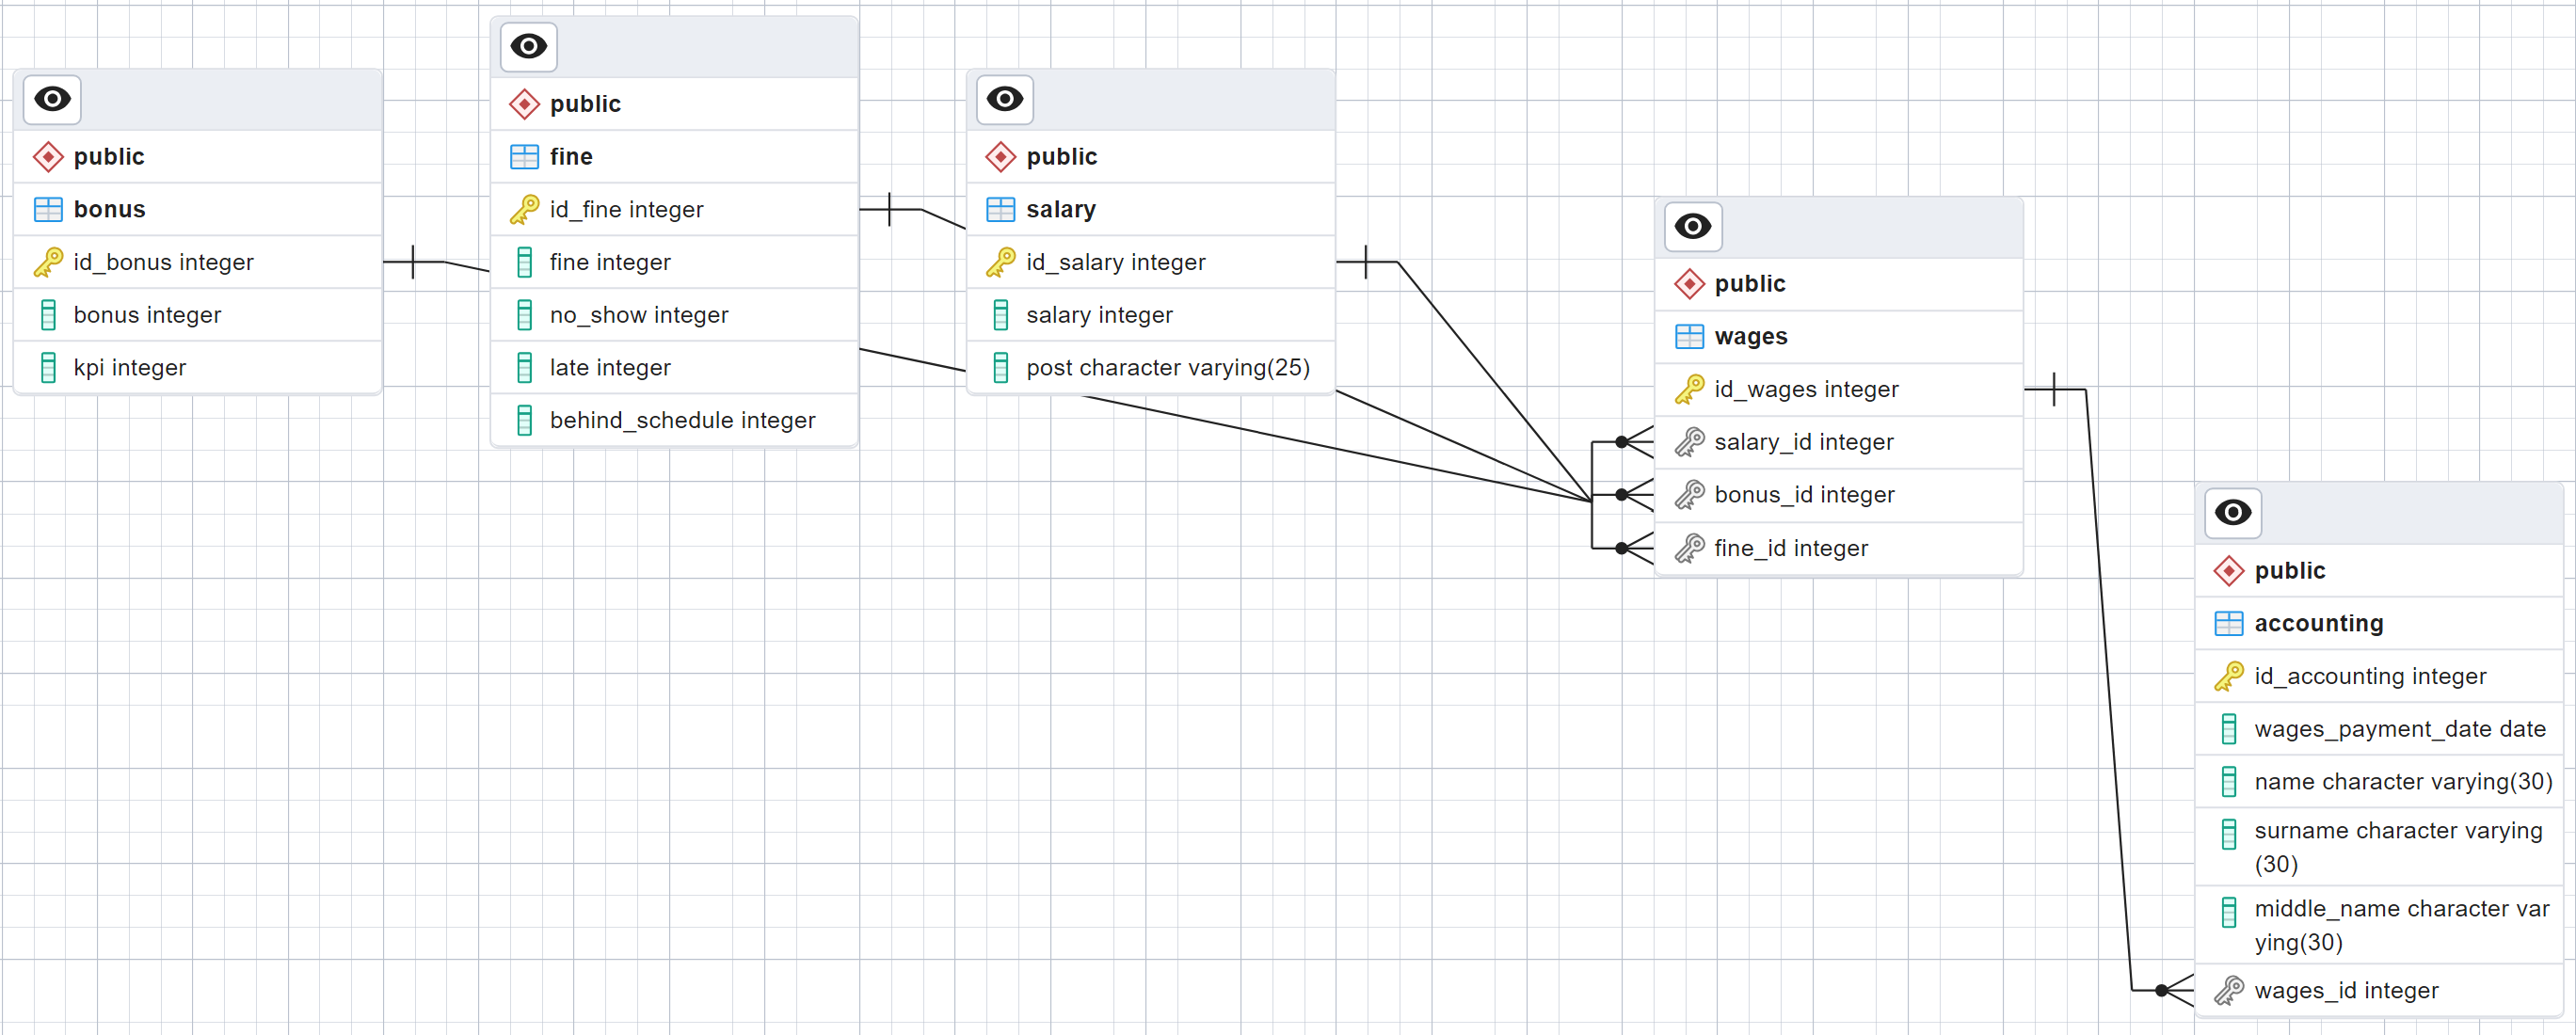 public
bonus
id_bonus integer
bonus integer
kpi integer
public
fine
id_fine integer
fine integer
no_show integer
late integer
behind_schedule integer
public
salary
id_salary integer
salary integer
post character varying(25)
public
wages
id_wages integer
salary_id integer
bonus_id integer
fine_id integer
public
accounting
id_accounting integer
wages_payment_date date
name character varying(30)
surname character varying
(30)
middle_name character var
ying(30)
wages_id integer